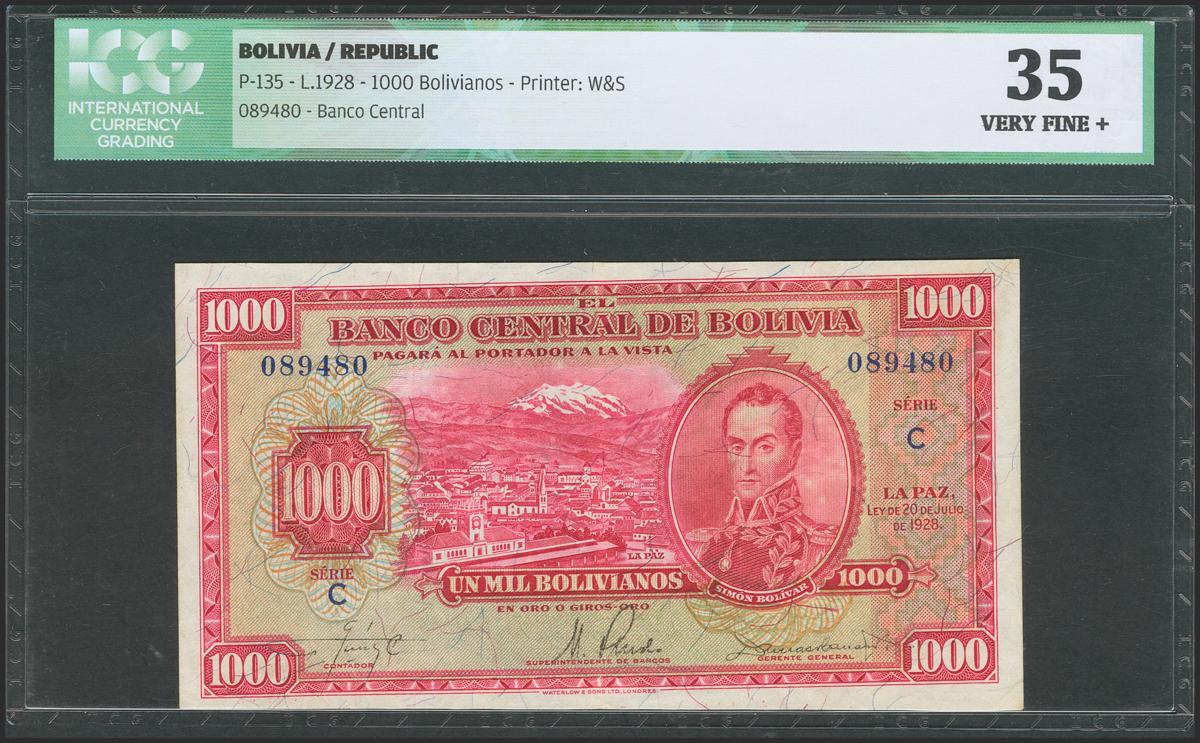 ICG
INTERNATIONAL
CURRENCY
GRADING
BOLIVIA / REPUBLIC
P-135 - L.1928 - 1000 Bolivianos - Printer: W&S
089480 - Banco Central
35
VERY FINE +
1000
EL
1000
BANCO CENTRAL DE BOLIVIA
PAGARÁ AL PORTADOR A LA VISTA
089480
089480
SÉRIE
C
1000
LA PAZ,
LEY DE 20 DE JULIO
DE 1928.
LA PAZ
SÉRIE
C
UN MIL BOLIVIANOS
SIMÓN BOLÍVAR
1000
EN ORO O GIROS-ORO
CONTADOR
SUPERINTENDENTE DE BANCOS
GERENTE GENERAL
1000
1000
WATERLOW & SONS LTD., LONDRES.